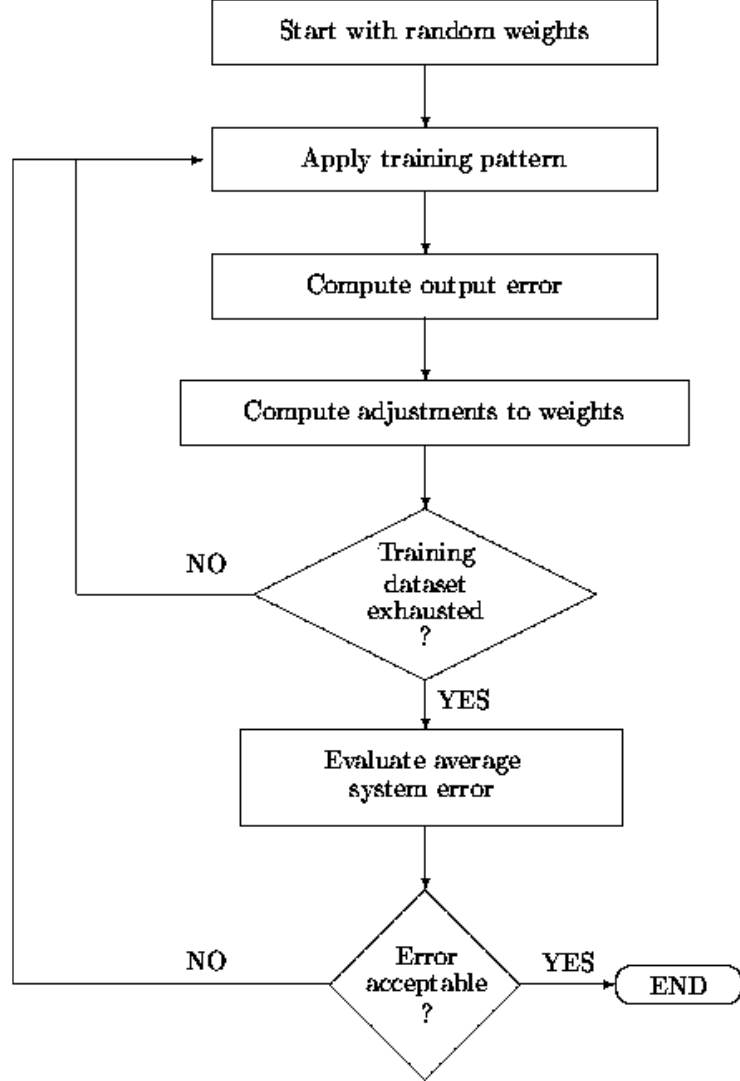 Start with random weights
Apply training pattern
Compute output error
Compute adjustments to weights
NO
Training
dataset
exhausted
?
YES
Evaluate average
system error
NO
Error
acceptable
?
YES
END